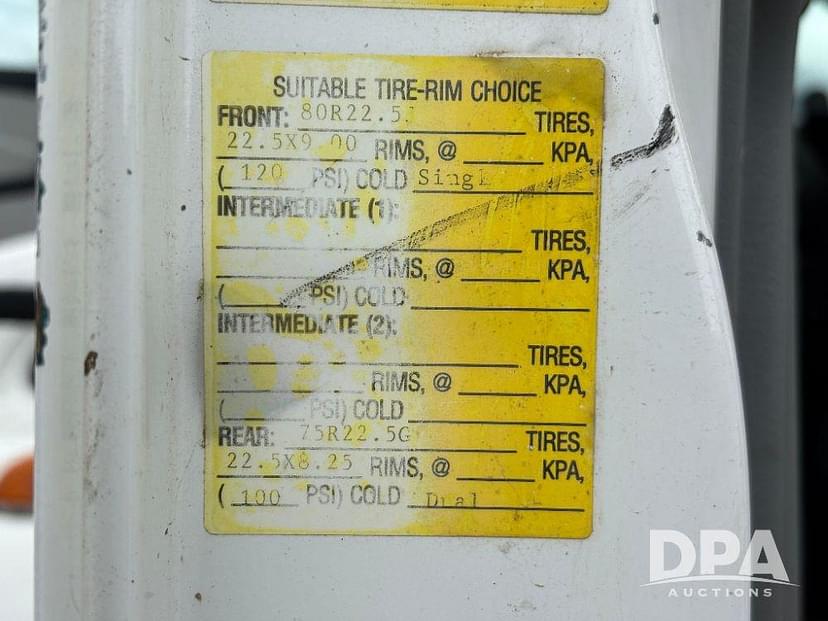 SUITABLE TIRE-RIM CHOICE
FRONT: 80R22.5J TIRES,
22.5X9.00 RIMS, @ KPA,
(120 PSI) COLD
INTERMEDIATE (1):
TIRES,
RIMS, @ KPA,
( PSI) COLD
INTERMEDIATE (2):
TIRES,
RIMS, @ KPA,
( PSI) COLD
REAR: 75R22.5G TIRES,
22.5X8.25 RIMS, @ KPA,
(100 PSI) COLD Dual
DPA
AUCTIONS